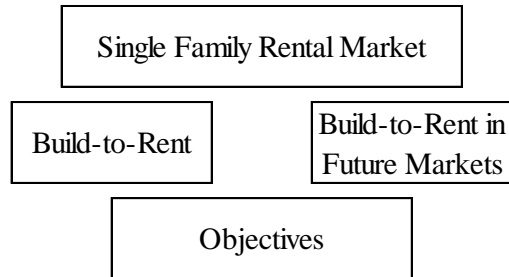 Single Family Rental Market
Build-to-Rent
Build-to-Rent in
Future Markets
Objectives